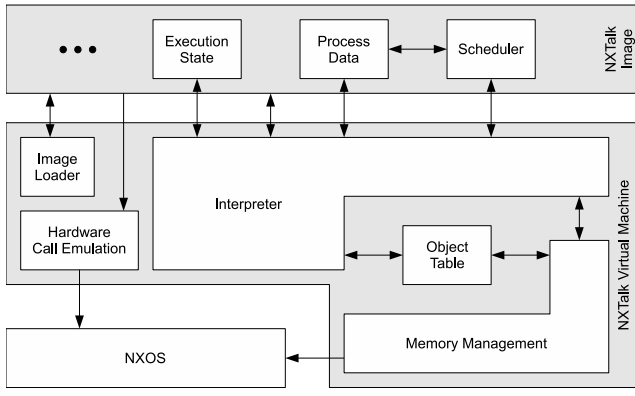 Execution
State
Process
Data
Scheduler
NXTalk
Image
Image
Loader
Interpreter
Hardware
Call Emulation
Object
Table
NXTalk Virtual Machine
NXOS
Memory Management